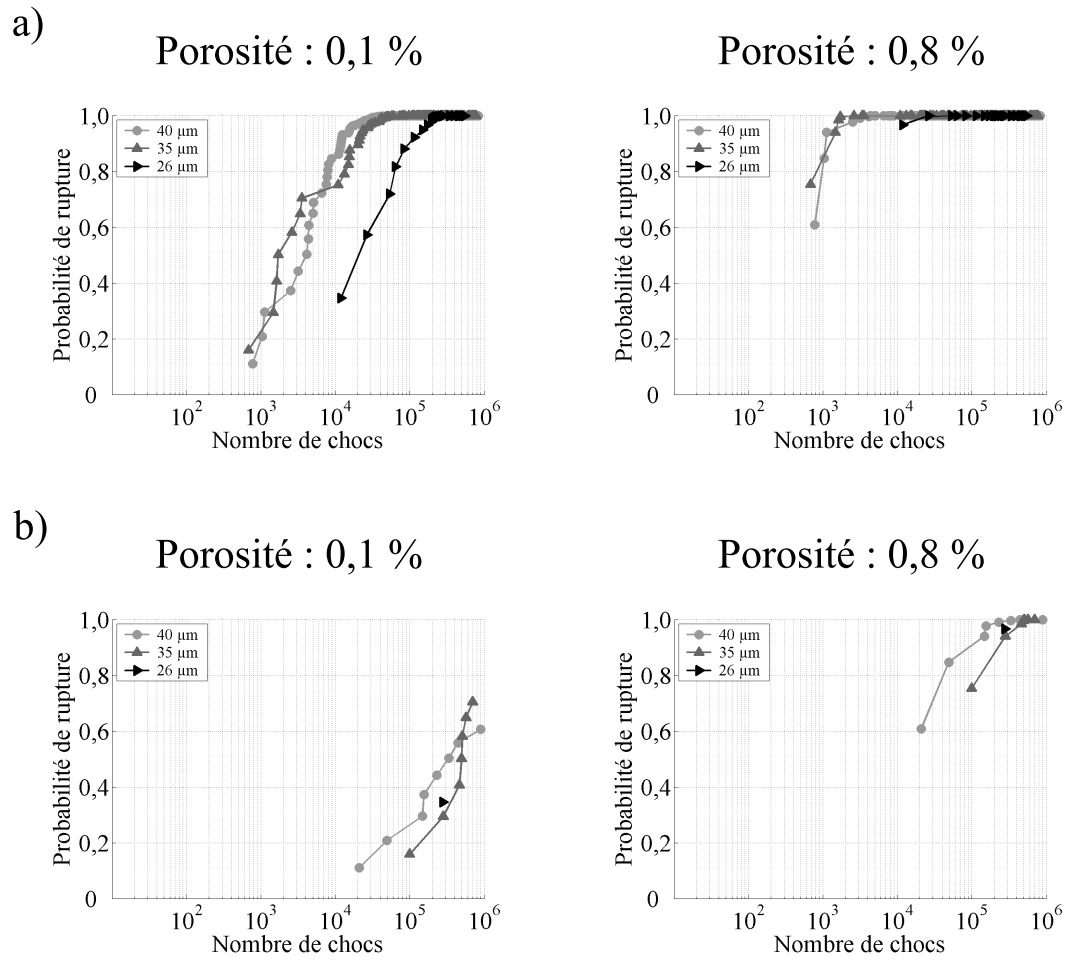 a)
Porosité : 0,1 %
1,0
0,8
0,6
0,4
0,2
0
Probabilité de rupture
40 µm
35 µm
26 µm
10²
10³
10⁴
10⁵
10⁶
Nombre de chocs
Porosité : 0,8 %
1,0
0,8
0,6
0,4
0,2
0
Probabilité de rupture
40 µm
35 µm
26 µm
10²
10³
10⁴
10⁵
10⁶
Nombre de chocs
b)
Porosité : 0,1 %
1,0
0,8
0,6
0,4
0,2
0
Probabilité de rupture
40 µm
35 µm
26 µm
10²
10³
10⁴
10⁵
10⁶
Nombre de chocs
Porosité : 0,8 %
1,0
0,8
0,6
0,4
0,2
0
Probabilité de rupture
40 µm
35 µm
26 µm
10²
10³
10⁴
10⁵
10⁶
Nombre de chocs